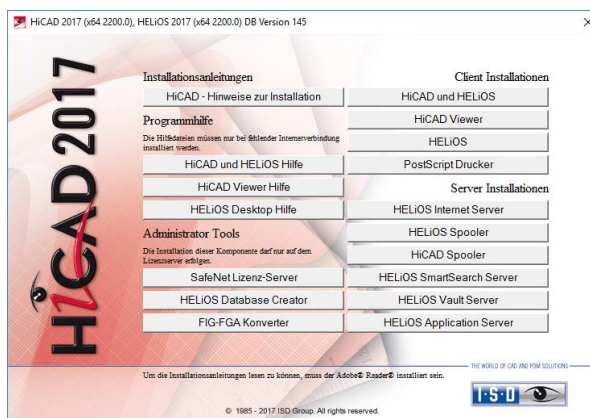 HiCAD 2017 (x64 2200.0), HELiOS 2017 (x64 2200.0) DB Version 145
HiCAD2017
Installationsanleitungen
HiCAD - Hinweise zur Installation
Programmhilfe
Die Hilfedateien müssen nur bei fehlender Internetverbindung
installiert werden.
HiCAD und HELiOS Hilfe
HiCAD Viewer Hilfe
HELiOS Desktop Hilfe
Administrator Tools
Die Installation dieser Komponente darf nur auf dem
Lizenzserver erfolgen.
SafeNet Lizenz-Server
HELiOS Database Creator
FIG-FGA Konverter
Client Installationen
HiCAD und HELiOS
HiCAD Viewer
HELiOS
PostScript Drucker
Server Installationen
HELiOS Internet Server
HELiOS Spooler
HiCAD Spooler
HELiOS SmartSearch Server
HELiOS Vault Server
HELiOS Application Server
Um die Installationsanleitungen lesen zu können, muss der Adobe® Reader® installiert sein.
THE WORLD OF CAD AND PDM SOLUTIONS
I·S·D
© 1985 - 2017 ISD Group. All rights reserved.